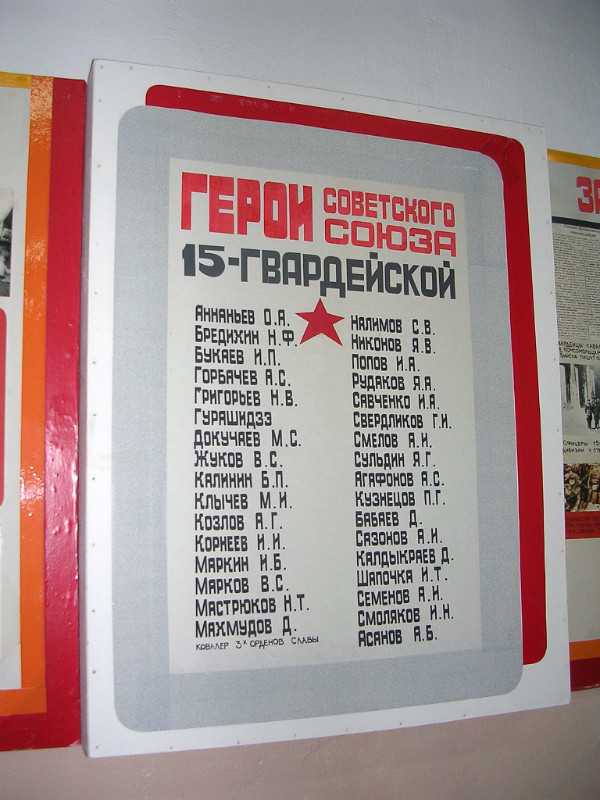 ГЕРОИ СОВЕТСКОГО СОЮЗА
15-ГВАРДЕЙСКОЙ
Аннаньев О.Я.
Бредихин Н.Ф.
Букаев И.П.
Горбачев А.С.
Григорьев Н.В.
Гурашидзэ
Докучаев М.С.
Жуков В.С.
Калинин Б.П.
Клычев М.И.
Козлов А.Г.
Корнеев И.И.
Маркин И.Б.
Марков В.С.
Мастрюков Н.Т.
Махмудов Д.
КОВАЛЕР 3х ОРДЕНОВ СЛАВЫ
Налимов С.В.
Никонов Я.В.
Попов И.А.
Рудаков Я.Я.
Савченко И.Я.
Свердликов Г.И.
Смелов А.И.
Сульдин Я.Г.
Агафонов А.С.
Кузнецов П.Г.
Бабаев Д.
Сазонов А.И.
Калдыкраев Д.
Шапочка И.Т.
Семенов А.И.
Смоляков И.Н.
Асанов А.Б.